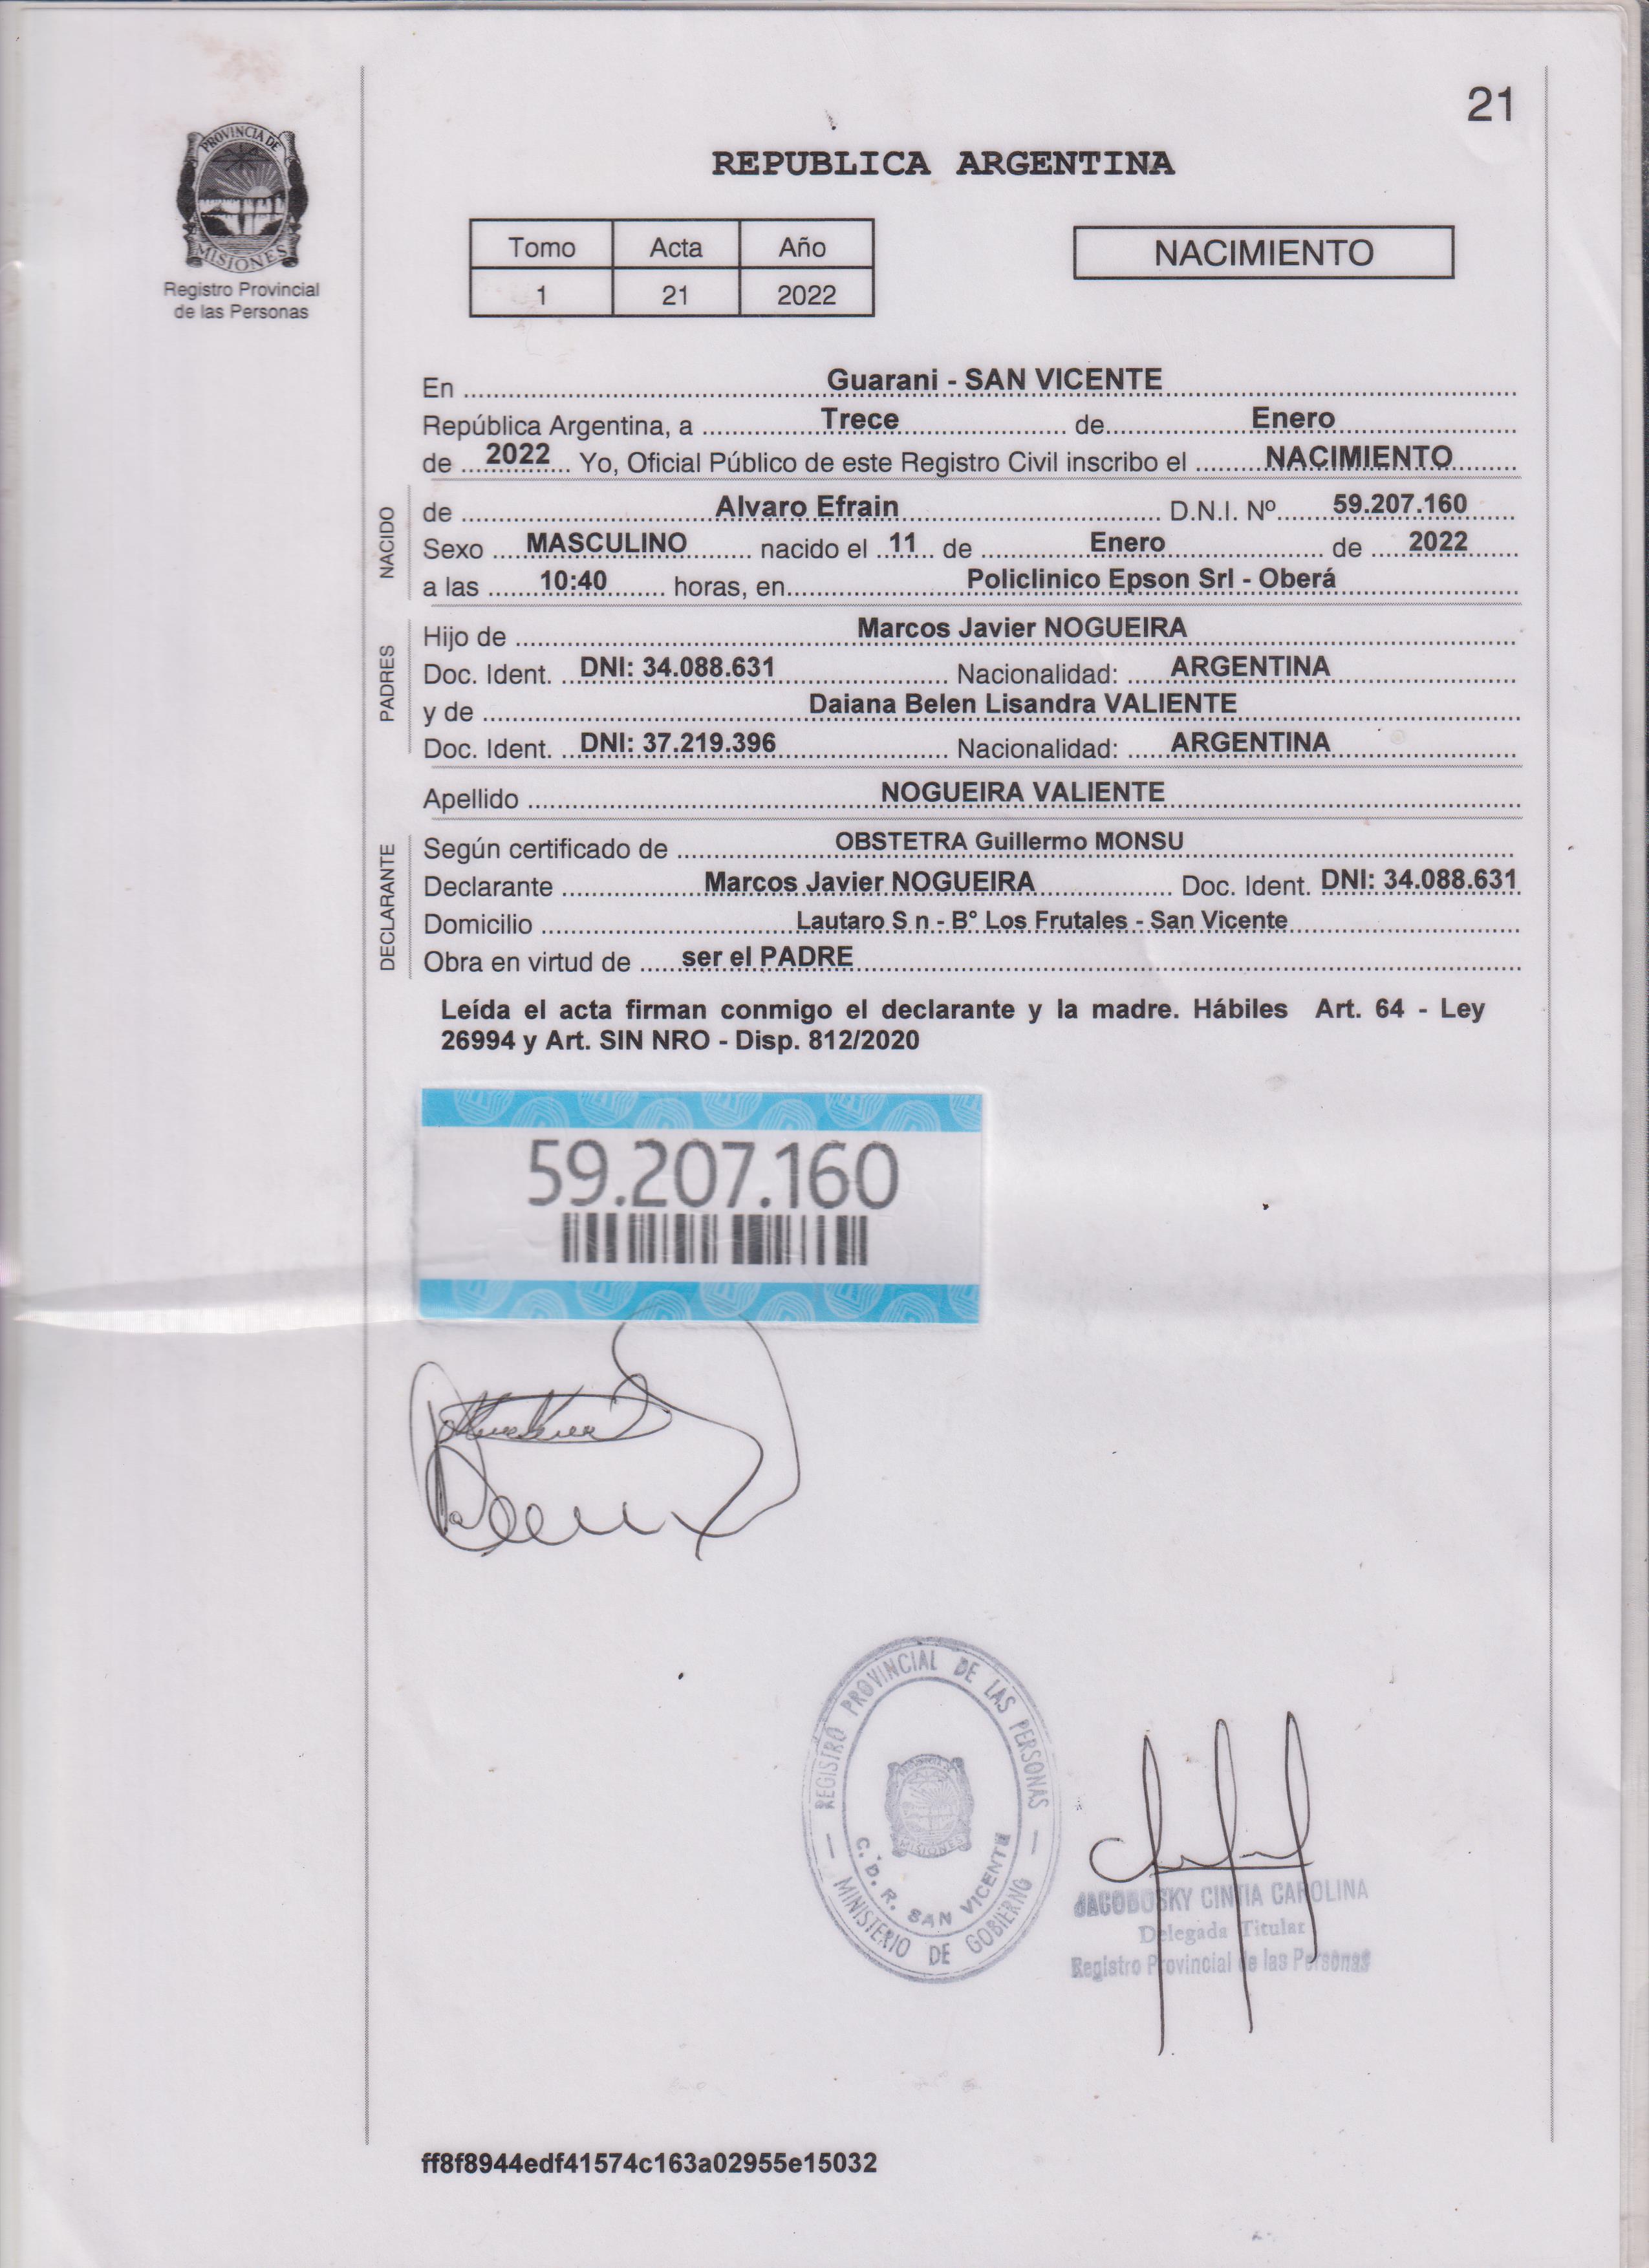 21
PROVINCIA DE
MISIONES
Registro Provincial
de las Personas
REPUBLICA ARGENTINA
Tomo Acta Año
1 21 2022
NACIMIENTO
En Guarani - SAN VICENTE
República Argentina, a Trece de Enero
de 2022 Yo, Oficial Público de este Registro Civil inscribo el NACIMIENTO
NACIDO
de Alvaro Efrain D.N.I. Nº 59.207.160
Sexo MASCULINO nacido el 11 de Enero de 2022
a las 10:40 horas, en Policlinico Epson Srl - Oberá
PADRES
Hijo de Marcos Javier NOGUEIRA
Doc. Ident. DNI: 34.088.631 Nacionalidad: ARGENTINA
y de Daiana Belen Lisandra VALIENTE
Doc. Ident. DNI: 37.219.396 Nacionalidad: ARGENTINA
Apellido NOGUEIRA VALIENTE
DECLARANTE
Según certificado de OBSTETRA Guillermo MONSU
Declarante Marcos Javier NOGUEIRA Doc. Ident. DNI: 34.088.631
Domicilio Lautaro S n - B° Los Frutales - San Vicente
Obra en virtud de ser el PADRE
Leída el acta firman conmigo el declarante y la madre. Hábiles Art. 64 - Ley
26994 y Art. SIN NRO - Disp. 812/2020
59.207.160
REGISTRO PROVINCIAL DE LAS PERSONAS
MISIONES
C. D. R. SAN VICENTE
MINISTERIO DE GOBIERNO
JACOBOSKY CINTIA CAROLINA
Delegada Titular
Registro Provincial de las Personas
ff8f8944edf41574c163a02955e15032